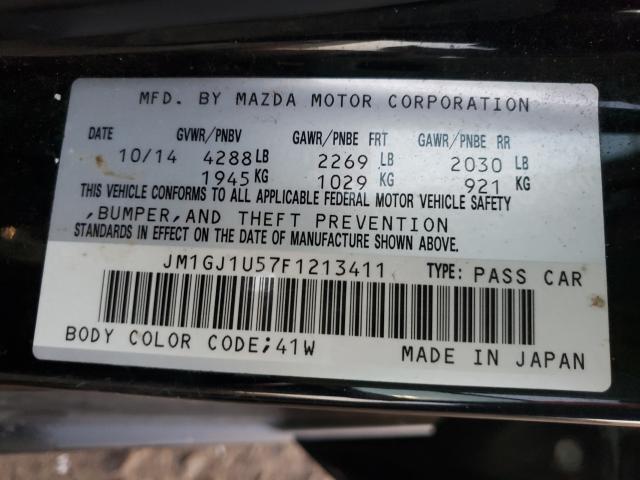 MFD. BY MAZDA MOTOR CORPORATION
DATE GVWR/PNBV GAWR/PNBE FRT GAWR/PNBE RR
10/14 4288 LB 2269 LB 2030 LB
1945 KG 1029 KG 921 KG
THIS VEHICLE CONFORMS TO ALL APPLICABLE FEDERAL MOTOR VEHICLE SAFETY
,BUMPER,AND THEFT PREVENTION
STANDARDS IN EFFECT ON THE DATE OF MANUFACTURE SHOWN ABOVE.
JM1GJ1U57F1213411 TYPE: PASS CAR
BODY COLOR CODE;41W MADE IN JAPAN